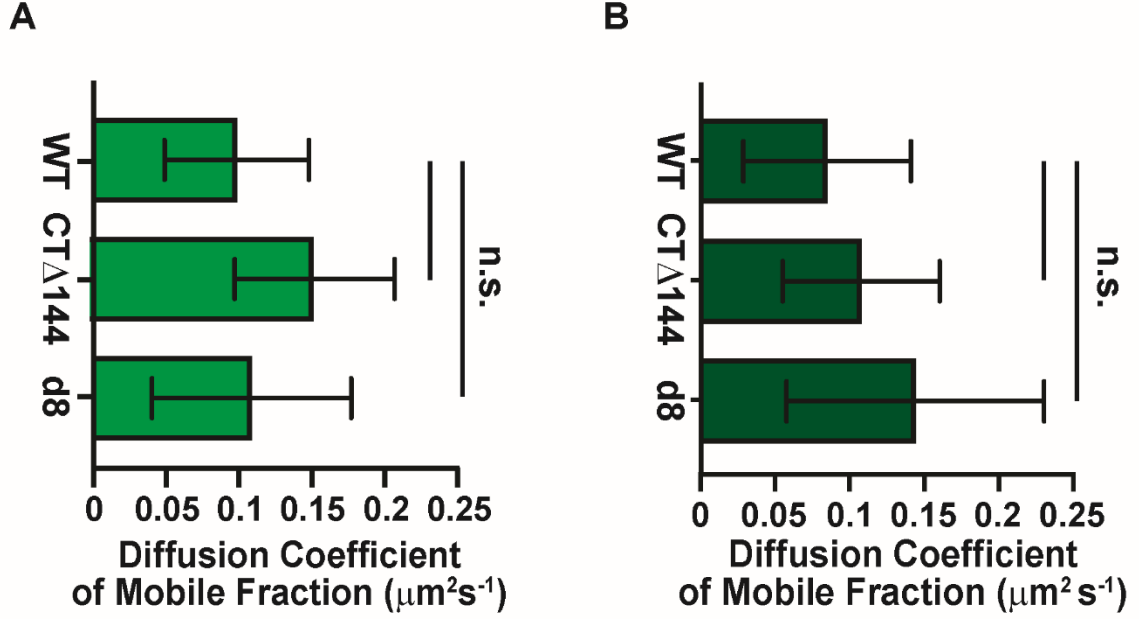 A
WT
CTΔ144
d8
n.s.
0 0.05 0.1 0.15 0.2 0.25
Diffusion Coefficient
of Mobile Fraction (μm²s⁻¹)
B
WT
CTΔ144
d8
n.s.
0 0.05 0.1 0.15 0.2 0.25
Diffusion Coefficient
of Mobile Fraction (μm² s⁻¹)